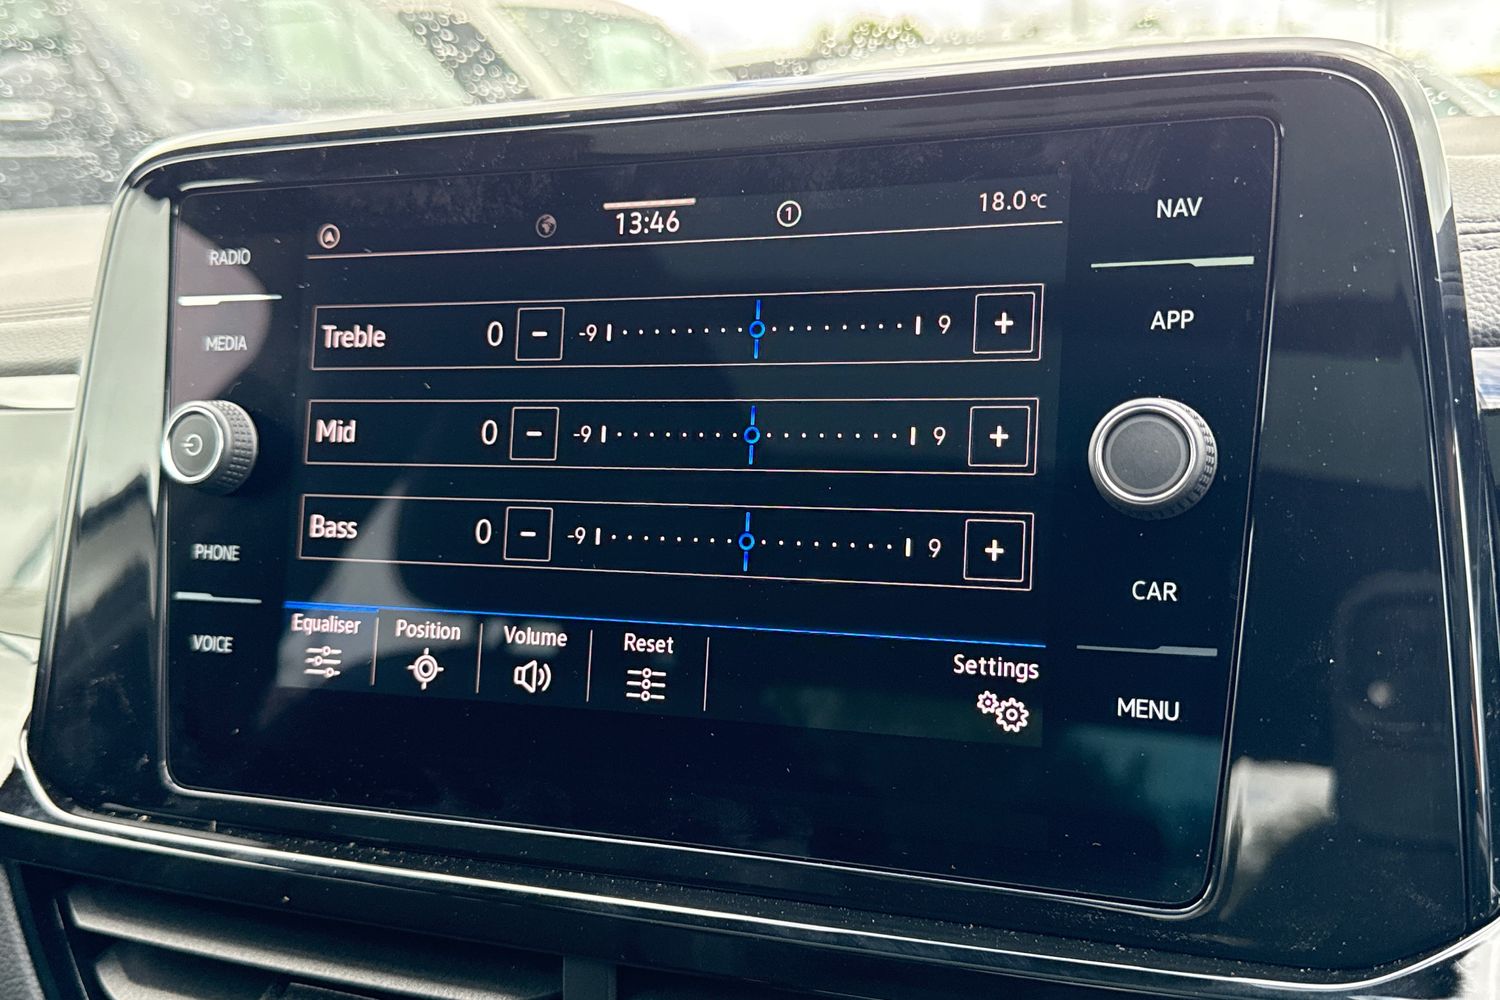 13:46
1
18.0°C
NAV
RADIO
MEDIA
APP
Treble 0 - -9 9 +
Mid 0 - -9 9 +
Bass 0 - -9 9 +
PHONE
VOICE
CAR
MENU
Equaliser Position Volume Reset Settings